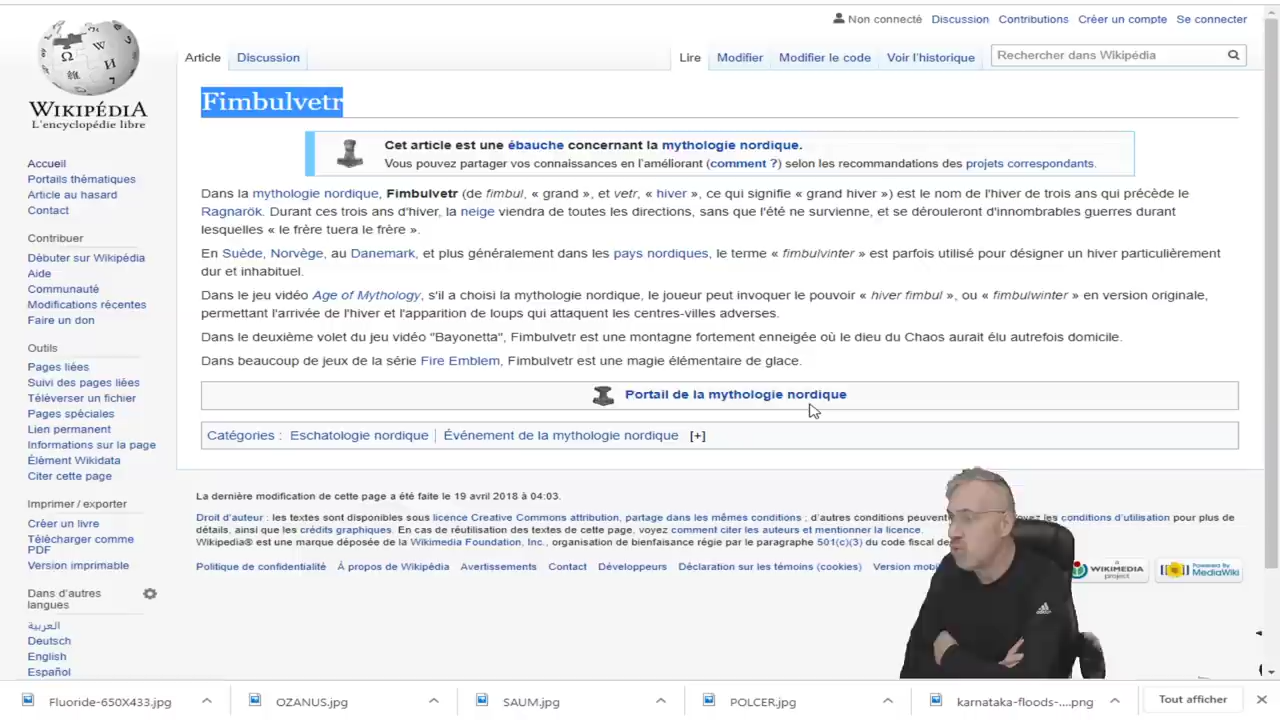 Non connecté Discussion Contributions Créer un compte Se connecter
Article Discussion Lire Modifier Modifier le code Voir l'historique Rechercher dans Wikipédia
WIKIPÉDIA
L'encyclopédie libre
Accueil
Portails thématiques
Article au hasard
Contact
Contribuer
Débuter sur Wikipédia
Aide
Communauté
Modifications récentes
Faire un don
Outils
Pages liées
Suivi des pages liées
Téléverser un fichier
Pages spéciales
Lien permanent
Informations sur la page
Élément Wikidata
Citer cette page
Imprimer / exporter
Créer un livre
Télécharger comme
PDF
Version imprimable
Dans d'autres
langues
العربية
Deutsch
English
Español
Fimbulvetr
Cet article est une ébauche concernant la mythologie nordique.
Vous pouvez partager vos connaissances en l'améliorant (comment ?) selon les recommandations des projets correspondants.
Dans la mythologie nordique, Fimbulvetr (de fimbul, « grand », et vetr, « hiver », ce qui signifie « grand hiver ») est le nom de l'hiver de trois ans qui précède le
Ragnarök. Durant ces trois ans d'hiver, la neige viendra de toutes les directions, sans que l'été ne survienne, et se dérouleront d'innombrables guerres durant
lesquelles « le frère tuera le frère ».
En Suède, Norvège, au Danemark, et plus généralement dans les pays nordiques, le terme « fimbulvinter » est parfois utilisé pour désigner un hiver particulièrement
dur et inhabituel.
Dans le jeu vidéo Age of Mythology, s'il a choisi la mythologie nordique, le joueur peut invoquer le pouvoir « hiver fimbul », ou « fimbulwinter » en version originale,
permettant l'arrivée de l'hiver et l'apparition de loups qui attaquent les centres-villes adverses.
Dans le deuxième volet du jeu vidéo "Bayonetta", Fimbulvetr est une montagne fortement enneigée où le dieu du Chaos aurait élu autrefois domicile.
Dans beaucoup de jeux de la série Fire Emblem, Fimbulvetr est une magie élémentaire de glace.
Portail de la mythologie nordique
Catégories : Eschatologie nordique Événement de la mythologie nordique [+]
La dernière modification de cette page a été faite le 19 avril 2018 à 04:03.
Droit d'auteur : les textes sont disponibles sous licence Creative Commons attribution, partage dans les mêmes conditions ; d'autres conditions peuvent les conditions d'utilisation pour plus de
détails, ainsi que les crédits graphiques. En cas de réutilisation des textes de cette page, voyez comment citer les auteurs et mentionner la licence.
Wikipedia® est une marque déposée de la Wikimedia Foundation, Inc., organisation de bienfaisance régie par le paragraphe 501(c)(3) du code fiscal
Politique de confidentialité À propos de Wikipédia Avertissements Contact Développeurs Déclaration sur les témoins (cookies) Version
A
WIKIMEDIA
project
Powered By
MediaWiki
Fluoride-650X433.jpg OZANUS.jpg SAUM.jpg POLCER.jpg karnataka-floods-....png Tout afficher